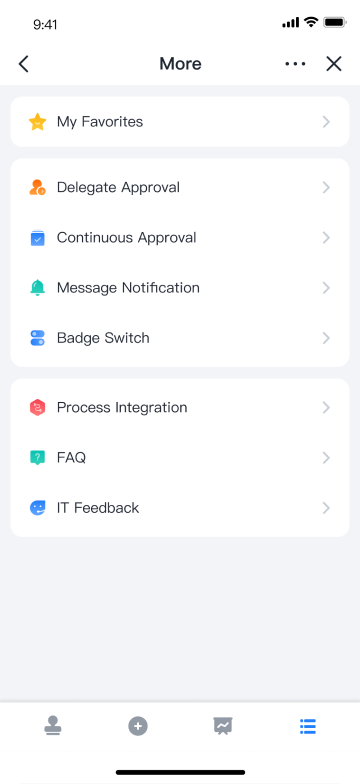 9:41
More
My Favorites
Delegate Approval
Continuous Approval
Message Notification
Badge Switch
Process Integration
FAQ
IT Feedback